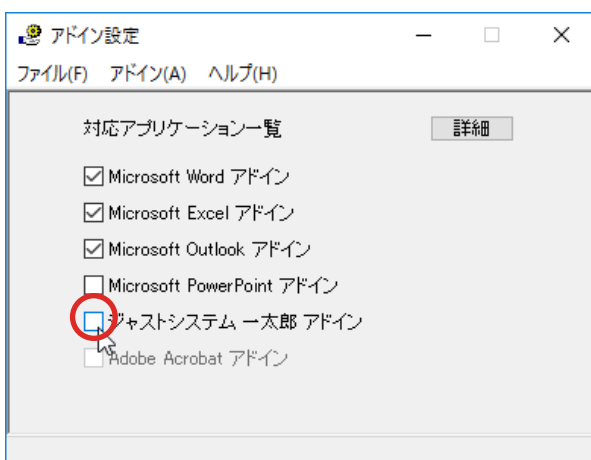 アドイン設定
ファイル(F) アドイン(A) ヘルプ(H)
対応アプリケーション一覧 詳細
Microsoft Word アドイン
Microsoft Excel アドイン
Microsoft Outlook アドイン
Microsoft PowerPoint アドイン
ジャストシステム 一太郎 アドイン
Adobe Acrobat アドイン